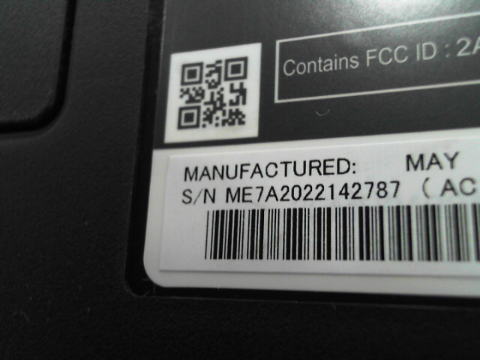 Contains FCC ID : 2A
MANUFACTURED: MAY
S/N ME7A2022142787 ( AC